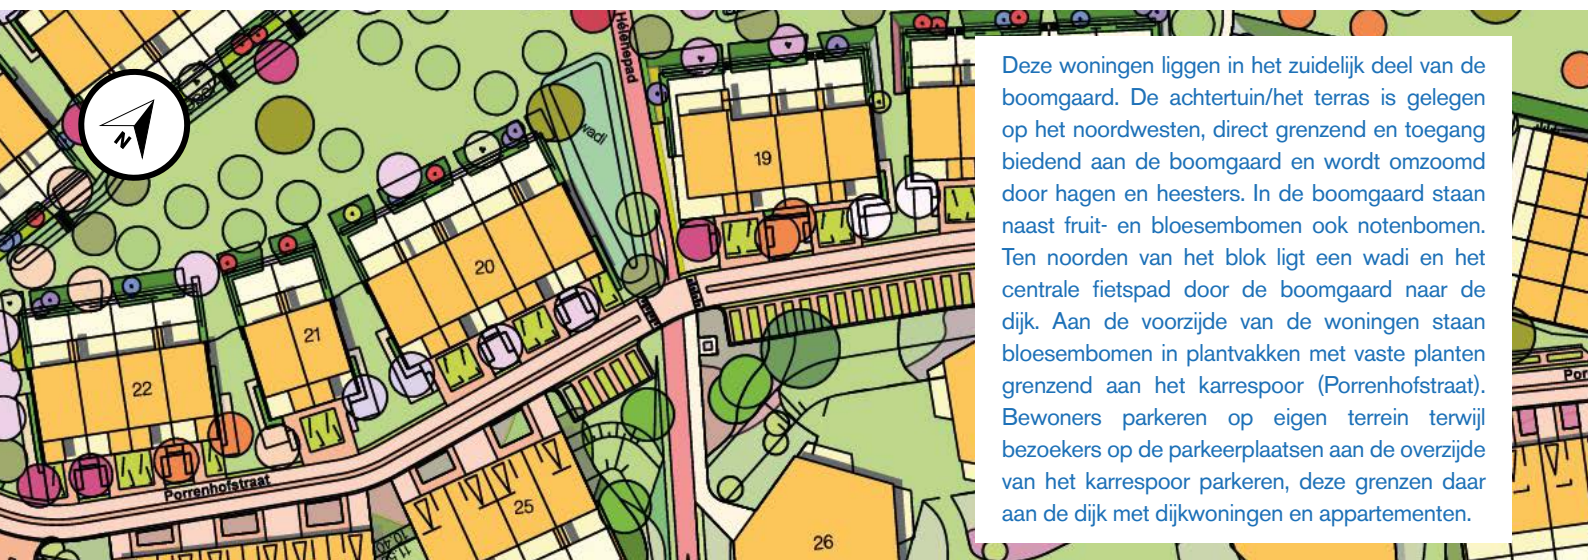 Hélènepad
wadi
N
19
20
21
22
Porrenhofstraat
25
26
Por
Deze woningen liggen in het zuidelijk deel van de
boomgaard. De achtertuin/het terras is gelegen
op het noordwesten, direct grenzend en toegang
biedend aan de boomgaard en wordt omzoomd
door hagen en heesters. In de boomgaard staan
naast fruit- en bloesembomen ook notenbomen.
Ten noorden van het blok ligt een wadi en het
centrale fietspad door de boomgaard naar de
dijk. Aan de voorzijde van de woningen staan
bloesembomen in plantvakken met vaste planten
grenzend aan het karrespoor (Porrenhofstraat).
Bewoners parkeren op eigen terrein terwijl
bezoekers op de parkeerplaatsen aan de overzijde
van het karrespoor parkeren, deze grenzen daar
aan de dijk met dijkwoningen en appartementen.